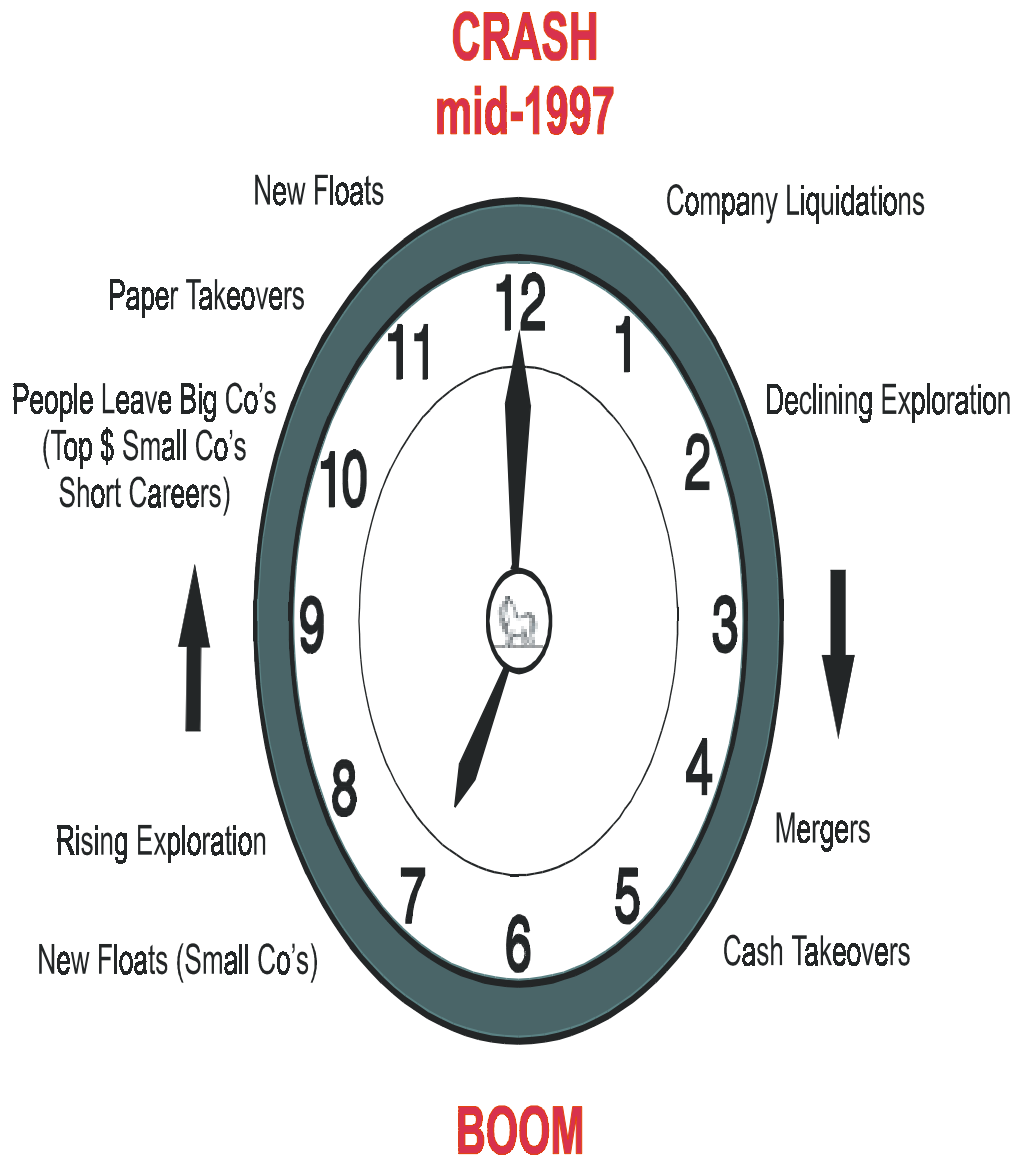 CRASH
mid-1997
New Floats
Company Liquidations
Paper Takeovers
12
11
1
People Leave Big Co's
(Top $ Small Co's
Short Careers)
Declining Exploration
10
2
9
3
8
4
Rising Exploration
Mergers
7
5
6
New Floats (Small Co's)
Cash Takeovers
BOOM